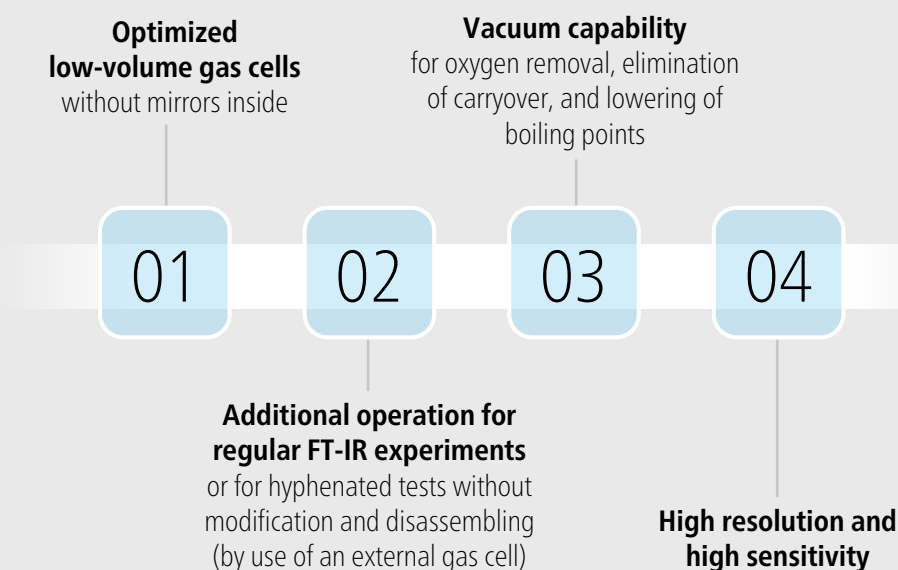 Optimized
low-volume gas cells
without mirrors inside
Vacuum capability
for oxygen removal, elimination
of carryover, and lowering of
boiling points
01
02
03
04
Additional operation for
regular FT-IR experiments
or for hyphenated tests without
modification and disassembling
(by use of an external gas cell)
High resolution and
high sensitivity